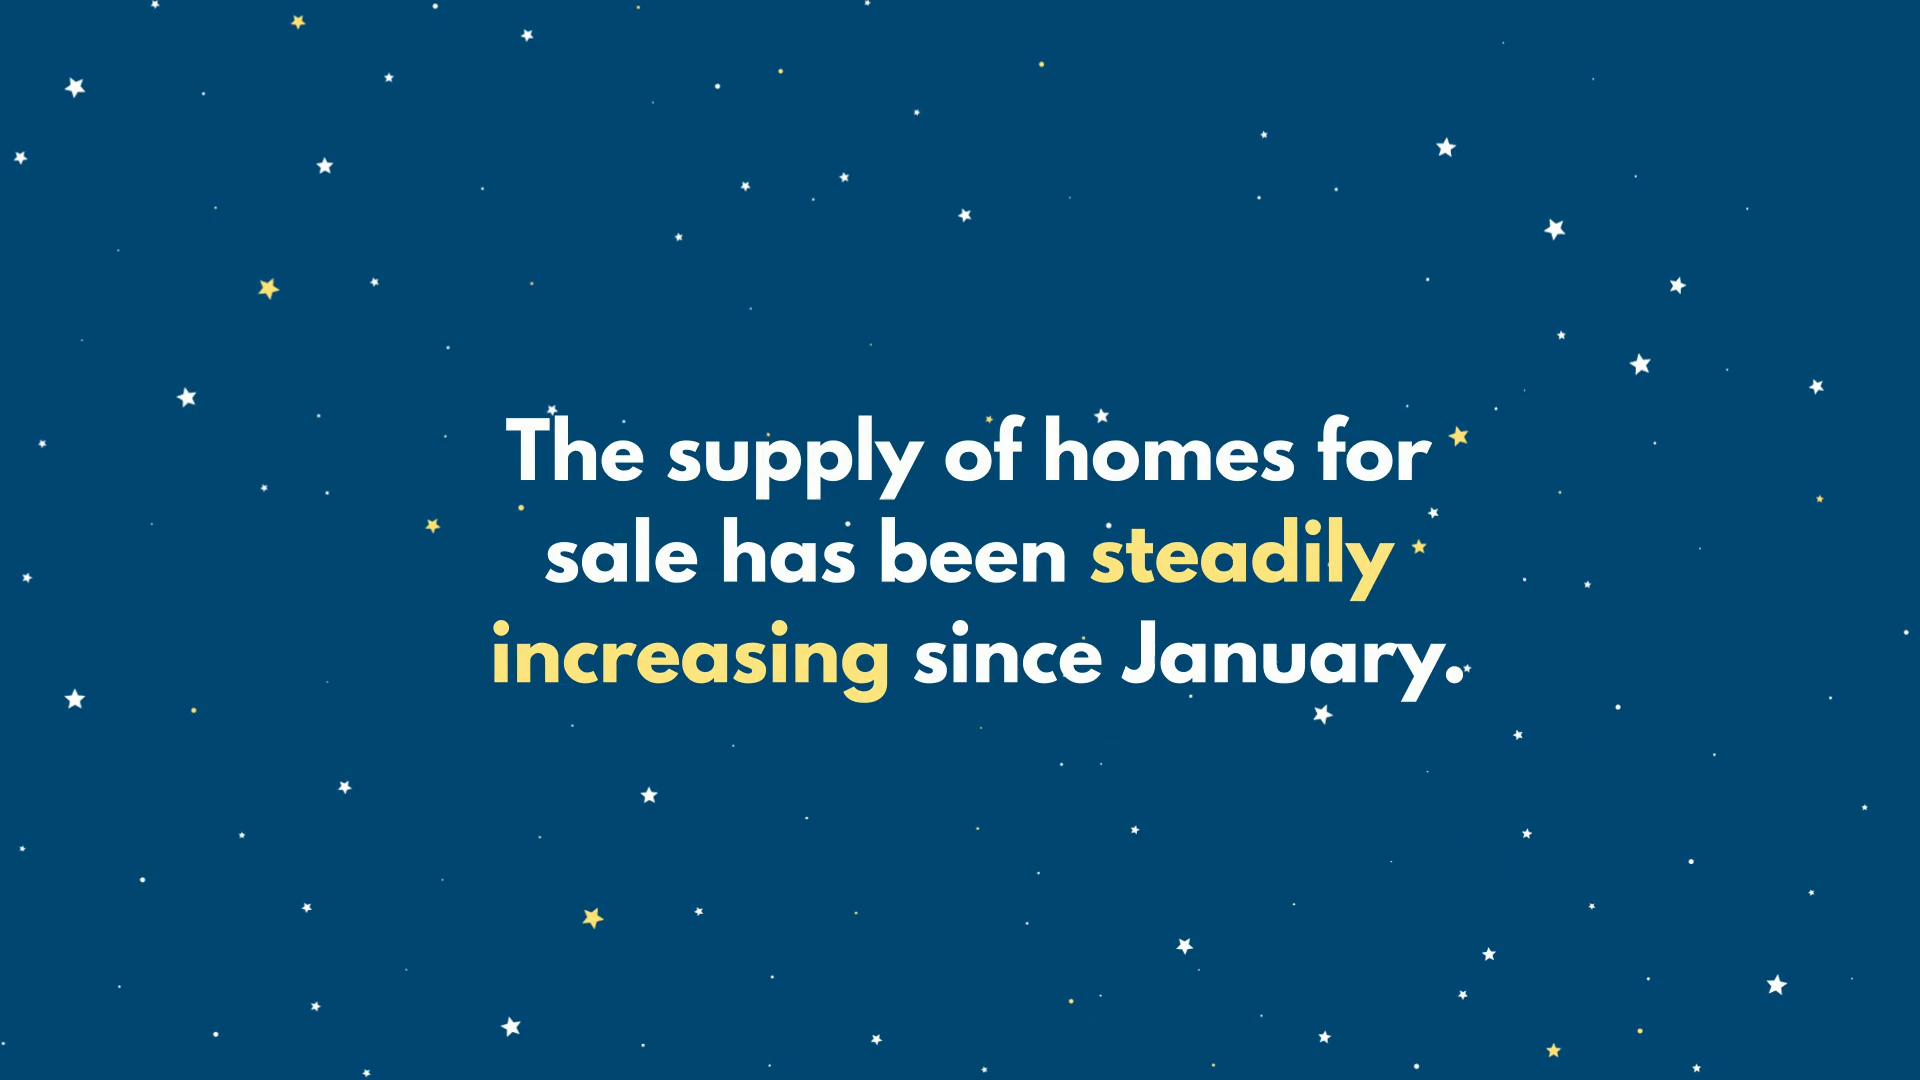 The supply of homes for
sale has been steadily
increasing since January.